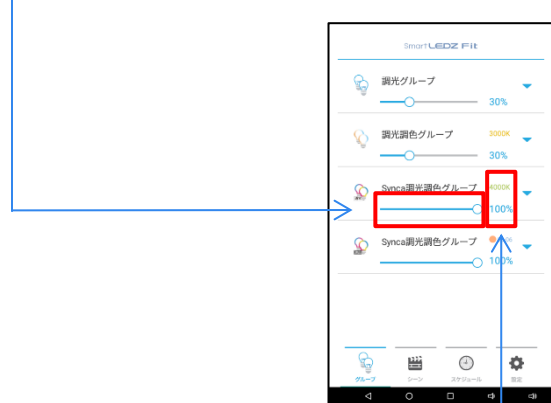 Smart LEDZ Fit
調光グループ
30%
調光調色グループ 3000K
30%
Synca調光調色グループ 4000K
100%
Synca調光調色グループ
100%
グループ シーン スケジュール 設定